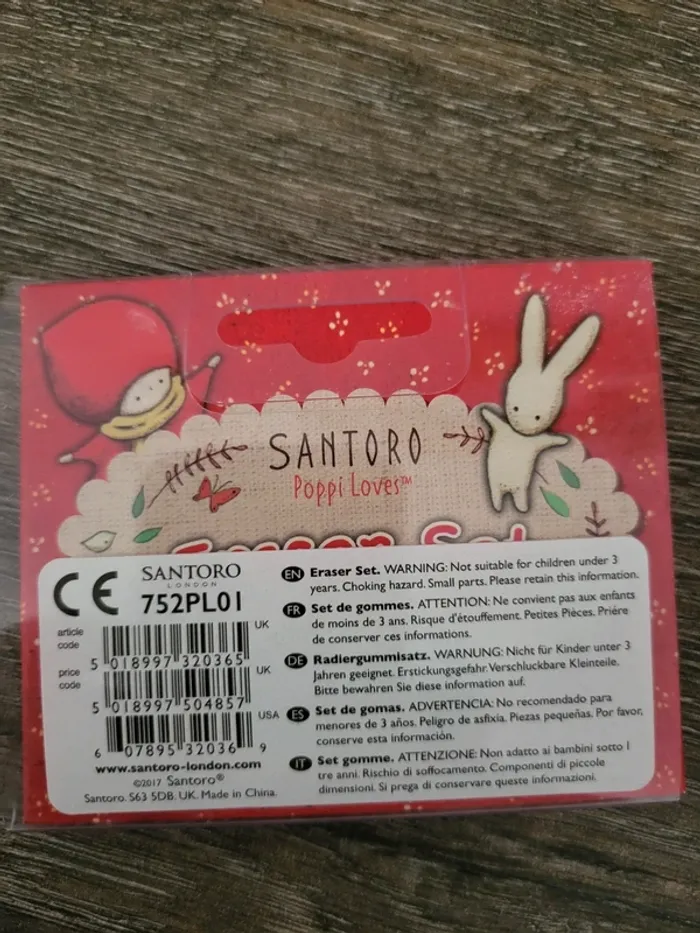 SANTORO
Poppi Loves™
Eraser Set
CE
SANTORO
LONDON
752PL01
article
code
UK
5 018997 320365
price
code
UK
5 018997 504857
USA
6 07895 32036 9
www.santoro-london.com
©2017 Santoro®
Santoro. S63 5DB. UK. Made in China.
EN Eraser Set. WARNING: Not suitable for children under 3
years. Choking hazard. Small parts. Please retain this information.
FR Set de gommes. ATTENTION: Ne convient pas aux enfants
de moins de 3 ans. Risque d'étouffement. Petites Pièces. Prière
de conserver ces informations.
DE Radiergummisatz. WARNUNG: Nicht für Kinder unter 3
Jahren geeignet. Erstickungsgefahr. Verschluckbare Kleinteile.
Bitte bewahren Sie diese information auf.
ES Set de gomas. ADVERTENCIA: No recomendado para
menores de 3 años. Peligro de asfixia. Piezas pequeñas. Por favor,
conserve esta información.
IT Set gomme. ATTENZIONE: Non adatto ai bambini sotto I
tre anni. Rischio di soffocamento. Componenti di piccole
dimensioni. Si prega di conservare queste informazioni.